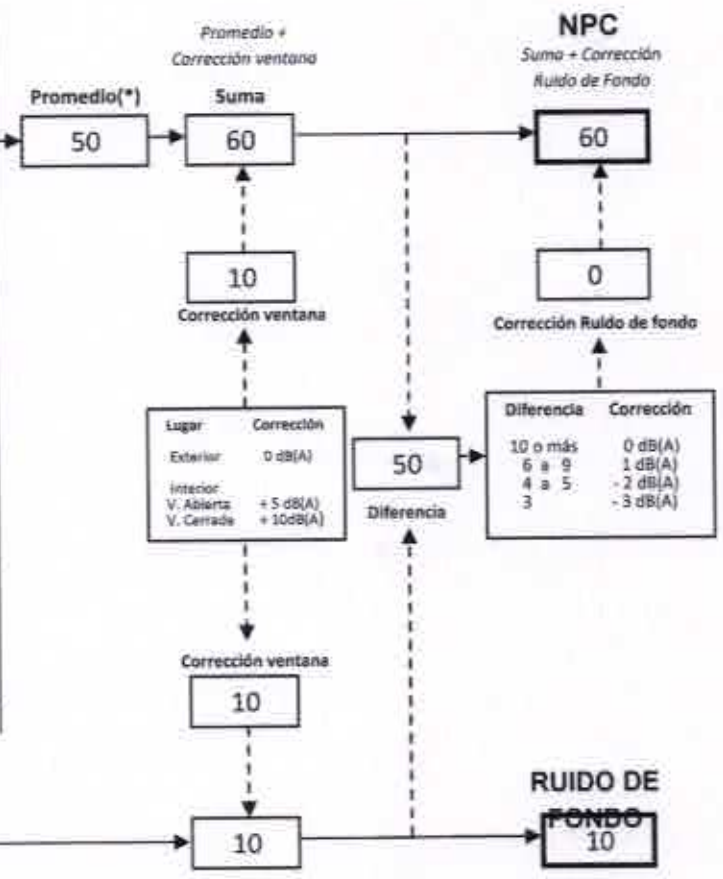 Promedio +
Corrección ventana
NPC
Suma + Corrección
Ruido de Fondo
Promedio(*)
Suma
50
60
60
10
0
Corrección ventana
Corrección Ruido de fondo
Lugar Corrección
Exterior 0 dB(A)
Interior
V. Abierta + 5 dB(A)
V. Cerrada + 10dB(A)
50
Diferencia
Diferencia Corrección
10 o más 0 dB(A)
6 a 9 1 dB(A)
4 a 5 - 2 dB(A)
3 - 3 dB(A)
Corrección ventana
10
RUIDO DE
FONDO
10
10